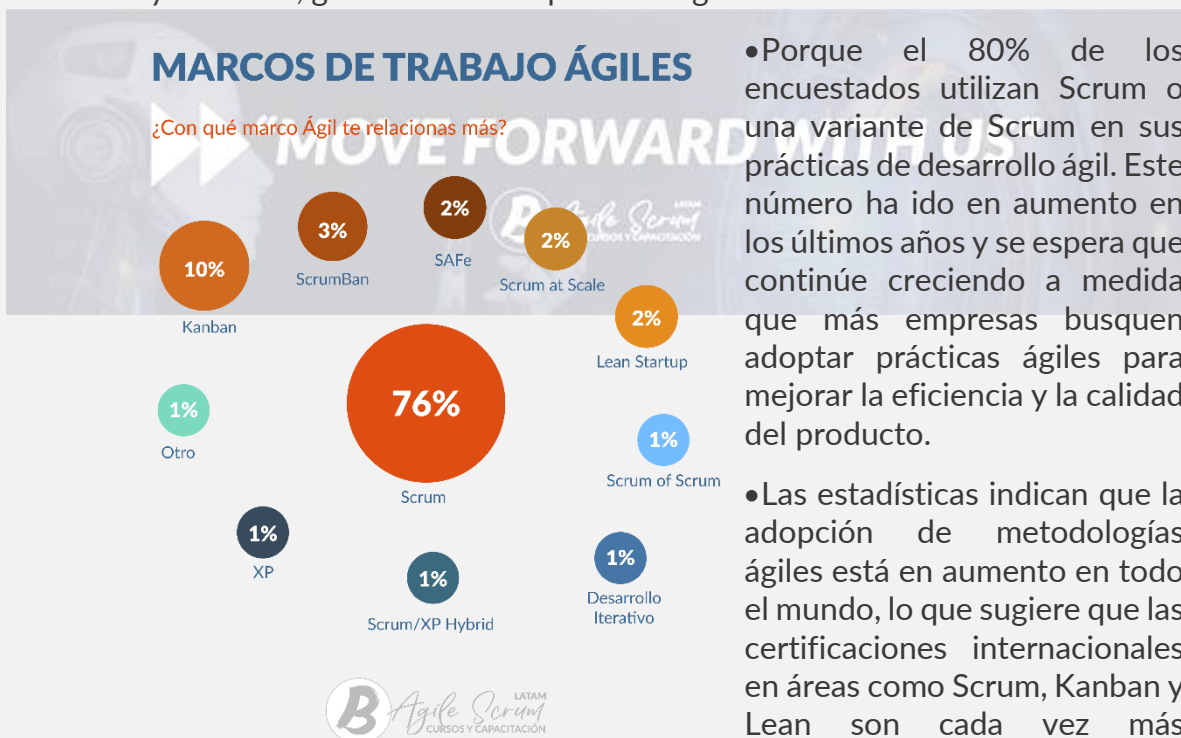 MARCOS DE TRABAJO ÁGILES
¿Con qué marco Ágil te relacionas más?
"MOVE FORWARD WITH US"
B Agile Scrum
LATAM
CURSOS Y CAPACITACIÓN
10%
Kanban
3%
ScrumBan
2%
SAFe
2%
Scrum at Scale
2%
Lean Startup
76%
Scrum
1%
Otro
1%
Scrum of Scrum
1%
XP
1%
Scrum/XP Hybrid
1%
Desarrollo
Iterativo
B Agile Scrum
LATAM
CURSOS Y CAPACITACIÓN
•Porque el 80% de los
encuestados utilizan Scrum o
una variante de Scrum en sus
prácticas de desarrollo ágil. Este
número ha ido en aumento en
los últimos años y se espera que
continúe creciendo a medida
que más empresas busquen
adoptar prácticas ágiles para
mejorar la eficiencia y la calidad
del producto.
•Las estadísticas indican que la
adopción de metodologías
ágiles está en aumento en todo
el mundo, lo que sugiere que las
certificaciones internacionales
en áreas como Scrum, Kanban y
Lean son cada vez más